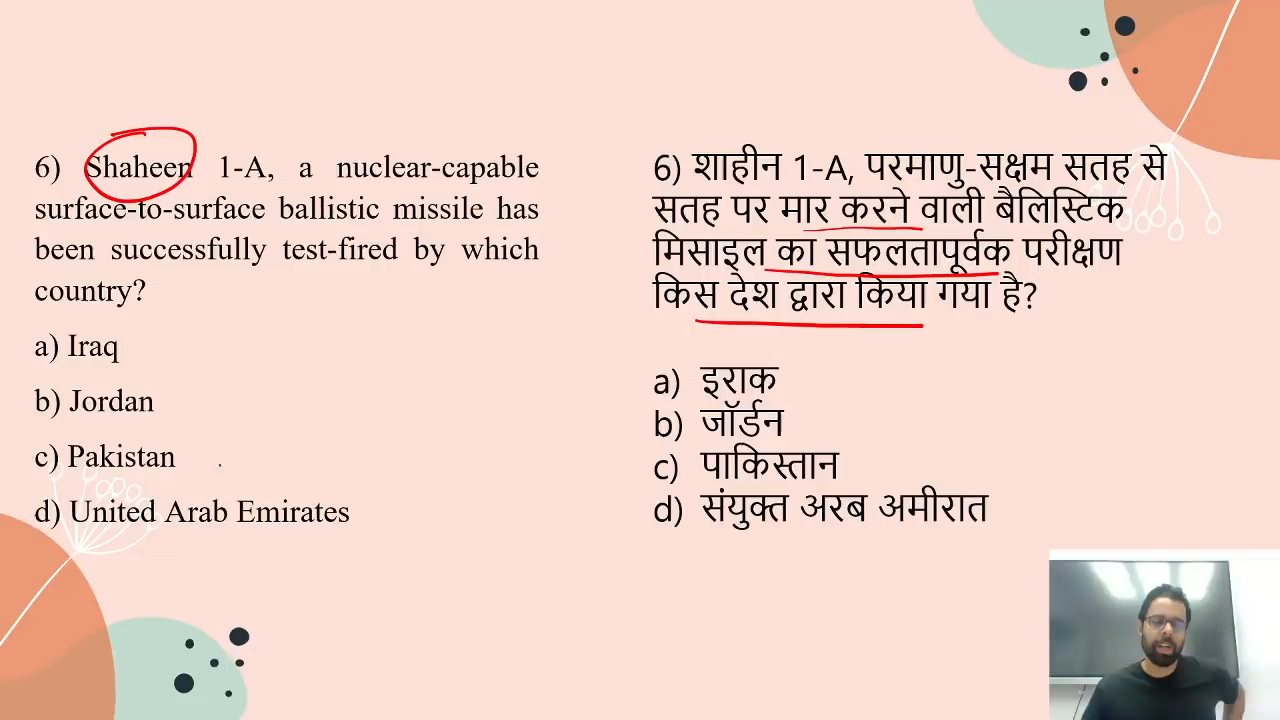 6) Shaheen 1-A, a nuclear-capable
surface-to-surface ballistic missile has
been successfully test-fired by which
country?
a) Iraq
b) Jordan
c) Pakistan
d) United Arab Emirates
6) शाहीन 1-A, परमाणु-सक्षम सतह से
सतह पर मार करने वाली बैलिस्टिक
मिसाइल का सफलतापूर्वक परीक्षण
किस देश द्वारा किया गया है?
a) इराक
b) जॉर्डन
c) पाकिस्तान
d) संयुक्त अरब अमीरात